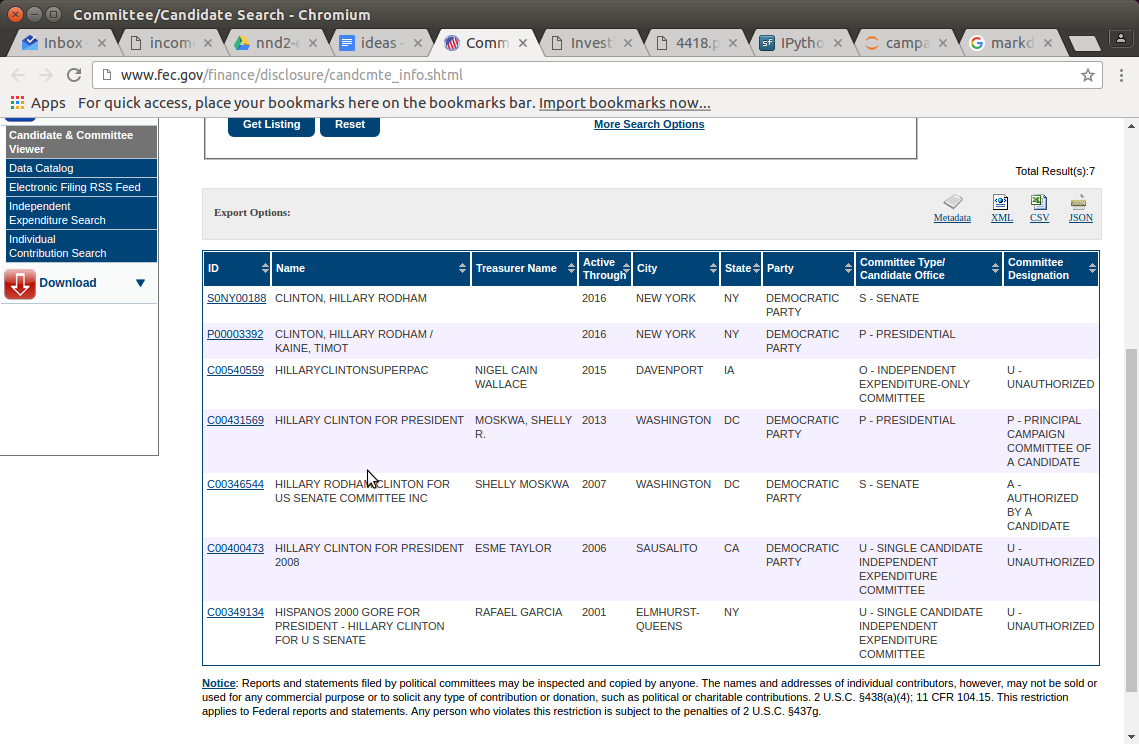 Committee/Candidate Search - Chromium
Inbox
incom
nnd2-
ideas -
Comm
Invest
4418.p
IPytho
campa
markd
www.fec.gov/finance/disclosure/candcmte_info.shtml
Apps For quick access, place your bookmarks here on the bookmarks bar. Import bookmarks now...
Candidate & Committee
Viewer
Data Catalog
Electronic Filing RSS Feed
Independent
Expenditure Search
Individual
Contribution Search
Download
Get Listing Reset More Search Options
Total Result(s):7
Export Options:
Metadata XML CSV JSON
ID Name Treasurer Name Active Through City State Party Committee Type/ Candidate Office Committee Designation
S0NY00188 CLINTON, HILLARY RODHAM 2016 NEW YORK NY DEMOCRATIC S - SENATE
PARTY
P00003392 CLINTON, HILLARY RODHAM / 2016 NEW YORK NY DEMOCRATIC P - PRESIDENTIAL
KAINE, TIMOT PARTY
C00540559 HILLARYCLINTONSUPERPAC NIGEL CAIN 2015 DAVENPORT IA O - INDEPENDENT U -
WALLACE EXPENDITURE-ONLY UNAUTHORIZED
COMMITTEE
C00431569 HILLARY CLINTON FOR PRESIDENT MOSKWA, SHELLY 2013 WASHINGTON DC DEMOCRATIC P - PRESIDENTIAL P - PRINCIPAL
R. PARTY CAMPAIGN
COMMITTEE OF
A CANDIDATE
C00346544 HILLARY RODHAM CLINTON FOR SHELLY MOSKWA 2007 WASHINGTON DC DEMOCRATIC S - SENATE A -
US SENATE COMMITTEE INC PARTY AUTHORIZED
BY A
CANDIDATE
C00400473 HILLARY CLINTON FOR PRESIDENT ESME TAYLOR 2006 SAUSALITO CA DEMOCRATIC U - SINGLE CANDIDATE U -
2008 PARTY INDEPENDENT UNAUTHORIZED
EXPENDITURE
COMMITTEE
C00349134 HISPANOS 2000 GORE FOR RAFAEL GARCIA 2001 ELMHURST- NY U - SINGLE CANDIDATE U -
PRESIDENT - HILLARY CLINTON QUEENS INDEPENDENT UNAUTHORIZED
FOR U S SENATE EXPENDITURE
COMMITTEE
Notice: Reports and statements filed by political committees may be inspected and copied by anyone. The names and addresses of individual contributors, however, may not be sold or
used for any commercial purpose or to solicit any type of contribution or donation, such as political or charitable contributions. 2 U.S.C. §438(a)(4); 11 CFR 104.15. This restriction
applies to Federal reports and statements. Any person who violates this restriction is subject to the penalties of 2 U.S.C. §437g.